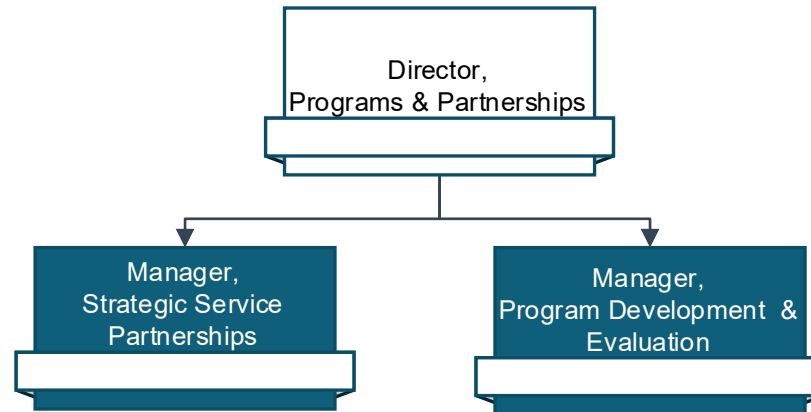 Director,
Programs & Partnerships
Manager,
Strategic Service
Partnerships
Manager,
Program Development &
Evaluation